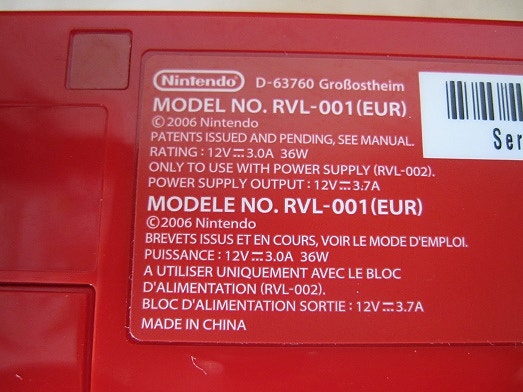 Nintendo D-63760 Großostheim
MODEL NO. RVL-001(EUR)
©2006 Nintendo
PATENTS ISSUED AND PENDING, SEE MANUAL.
RATING : 12V⎓3.0A 36W
ONLY TO USE WITH POWER SUPPLY (RVL-002).
POWER SUPPLY OUTPUT : 12V⎓3.7A
MODELE NO. RVL-001(EUR)
©2006 Nintendo
BREVETS ISSUS ET EN COURS, VOIR LE MODE D'EMPLOI.
PUISSANCE : 12V⎓3.0A 36W
A UTILISER UNIQUEMENT AVEC LE BLOC
D'ALIMENTATION (RVL-002).
BLOC D'ALIMENTATION SORTIE : 12V⎓3.7A
MADE IN CHINA
Ser